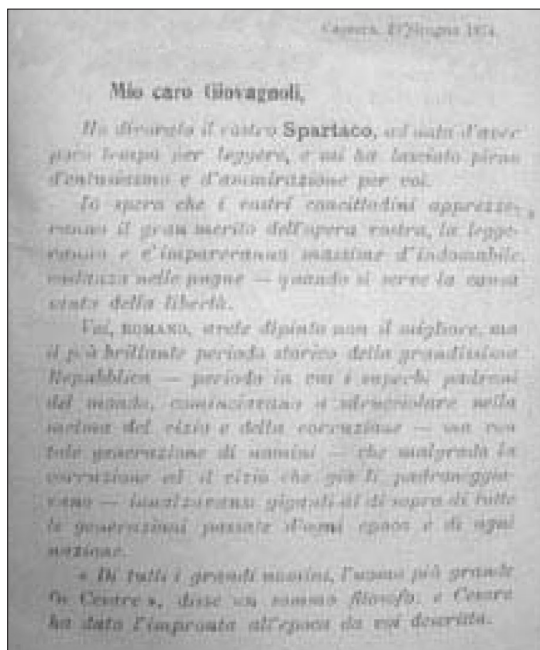 Caprera, Giugno 1874.
Mio caro Giovagnoli,
Ho divorato il vostro Spartaco, ad onta d'aver
poco tempo per leggere, e mi ha lasciato pieno
d'entusiasmo e d'ammirazione per voi.
Io spero che i vostri concittadini apprezze-
ranno il gran merito dell'opera vostra, la legge-
ranno e c'impareranno massime d'indomabile
costanza nelle pugne — quando si serve la causa
santa della libertà.
Voi, ROMANO, avete dipinto non il migliore, ma
il più brillante periodo storico della grandissima
Repubblica — periodo in cui i superbi padroni
del mondo, cominciavano a sdrucciolare nella
melma del vizio e della corruzione — ma con
tale generazione di uomini — che malgrado la
corruzione ed il vizio che già li padroneggia-
vano — innalzaransi giganti al di sopra di tutte
le generazioni passate d'ogni epoca e di ogni
nazione.
« Di tutti i grandi uomini, l'uomo più grande
fu Cesare », disse un sommo filosofo, e Cesare
ha dato l'impronta all'epoca da voi descritta.